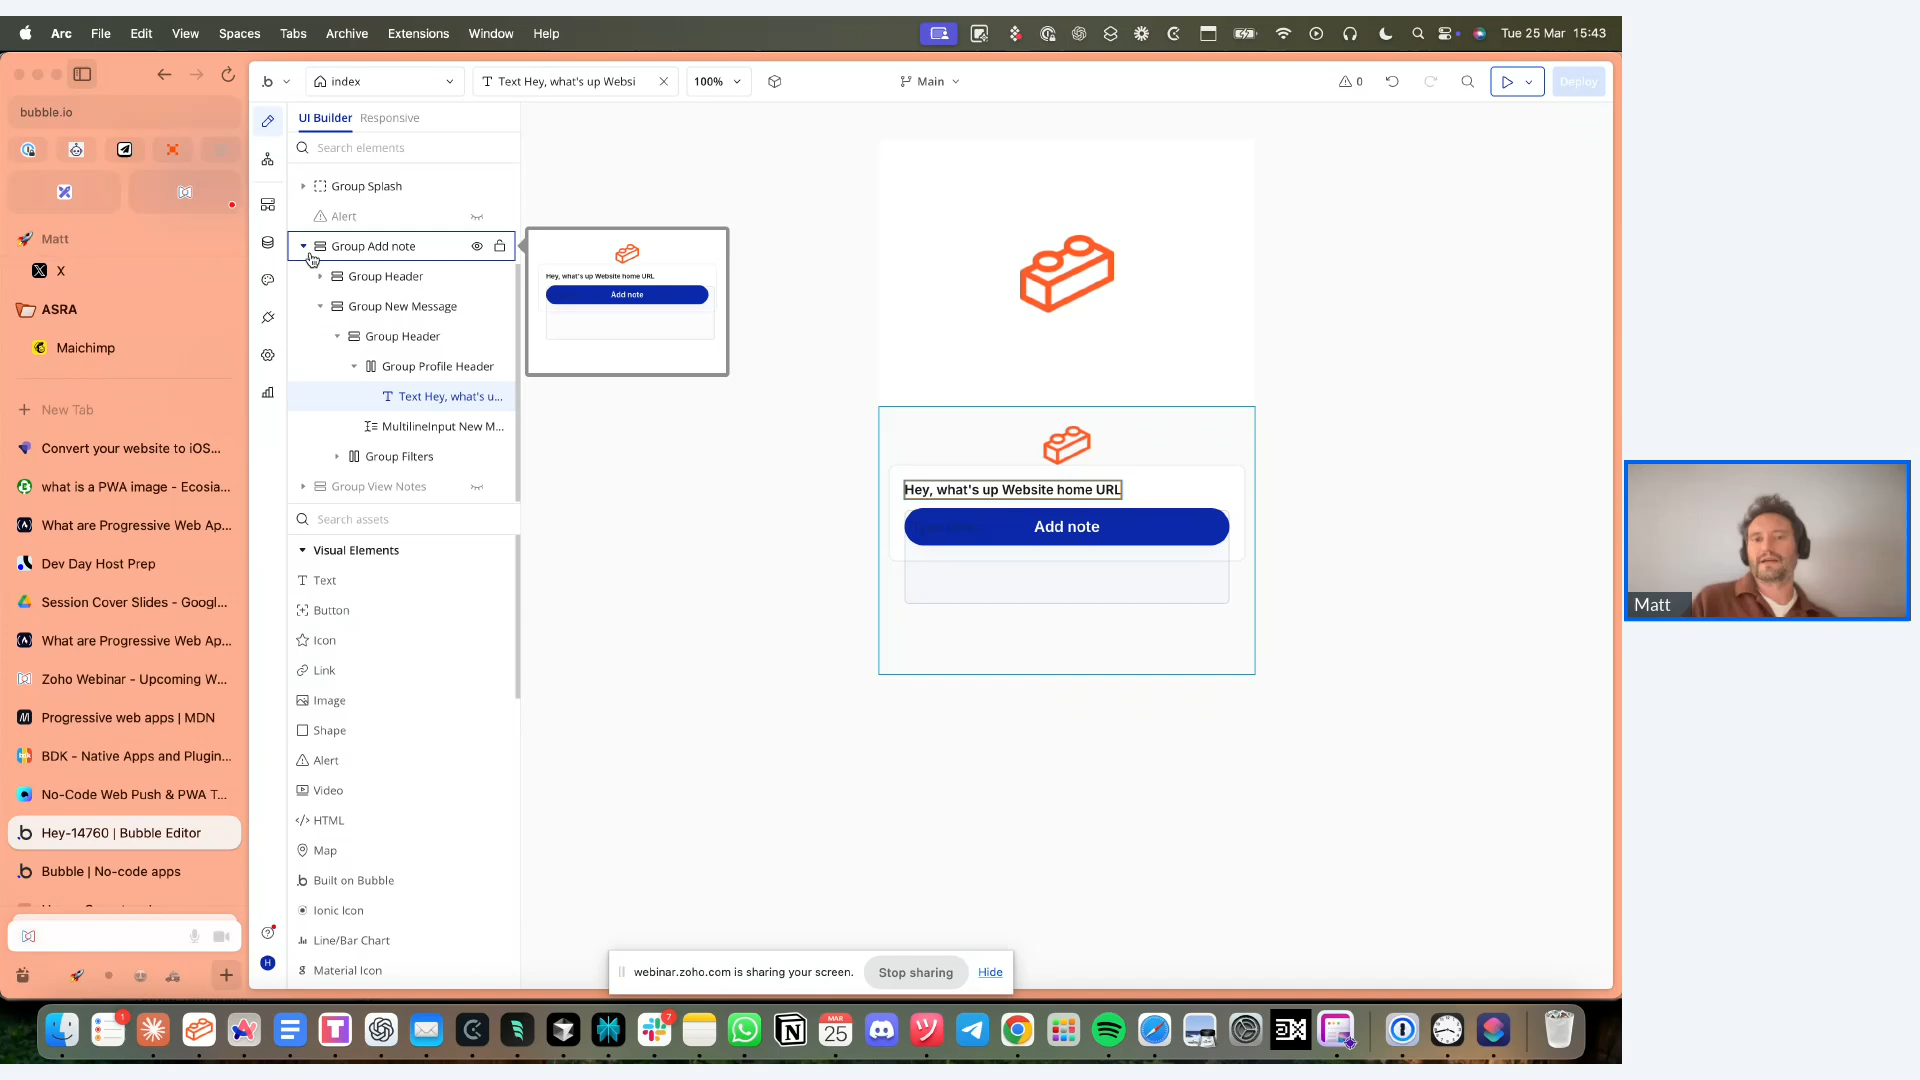 Arc File Edit View Spaces Tabs Archive Extensions Window Help
Tue 25 Mar 15:43
bubble.io
Matt
X
ASRA
Maichimp
New Tab
Convert your website to iOS...
what is a PWA image - Ecosia...
What are Progressive Web Ap...
Dev Day Host Prep
Session Cover Slides - Googl...
What are Progressive Web Ap...
Zoho Webinar - Upcoming W...
Progressive web apps | MDN
BDK - Native Apps and Plugin...
No-Code Web Push & PWA T...
Hey-14760 | Bubble Editor
Bubble | No-code apps
index
Text Hey, what's up Websi
100%
Main
0
Deploy
UI Builder
Responsive
Search elements
Group Splash
Alert
Group Add note
Group Header
Group New Message
Group Header
Group Profile Header
Text Hey, what's u...
MultilineInput New M...
Group Filters
Group View Notes
Search assets
Visual Elements
Text
Button
Icon
Link
Image
Shape
Alert
Video
HTML
Map
Built on Bubble
Ionic Icon
Line/Bar Chart
Material Icon
H
Hey, what's up Website home URL
Add note
Hey, what's up Website home URL
Add note
webinar.zoho.com is sharing your screen.
Stop sharing
Hide
Matt
1
7
MAR
25